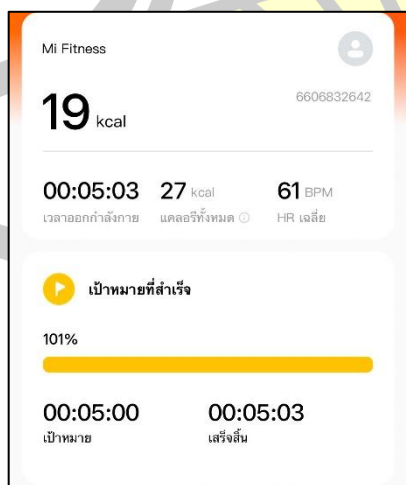 Mi Fitness
6606832642
19 kcal
00:05:03 27 kcal 61 BPM
เวลาออกกำลังกาย แคลอรีทั้งหมด HR เฉลี่ย
เป้าหมายที่สำเร็จ
101%
00:05:00 00:05:03
เป้าหมาย เสร็จสิ้น